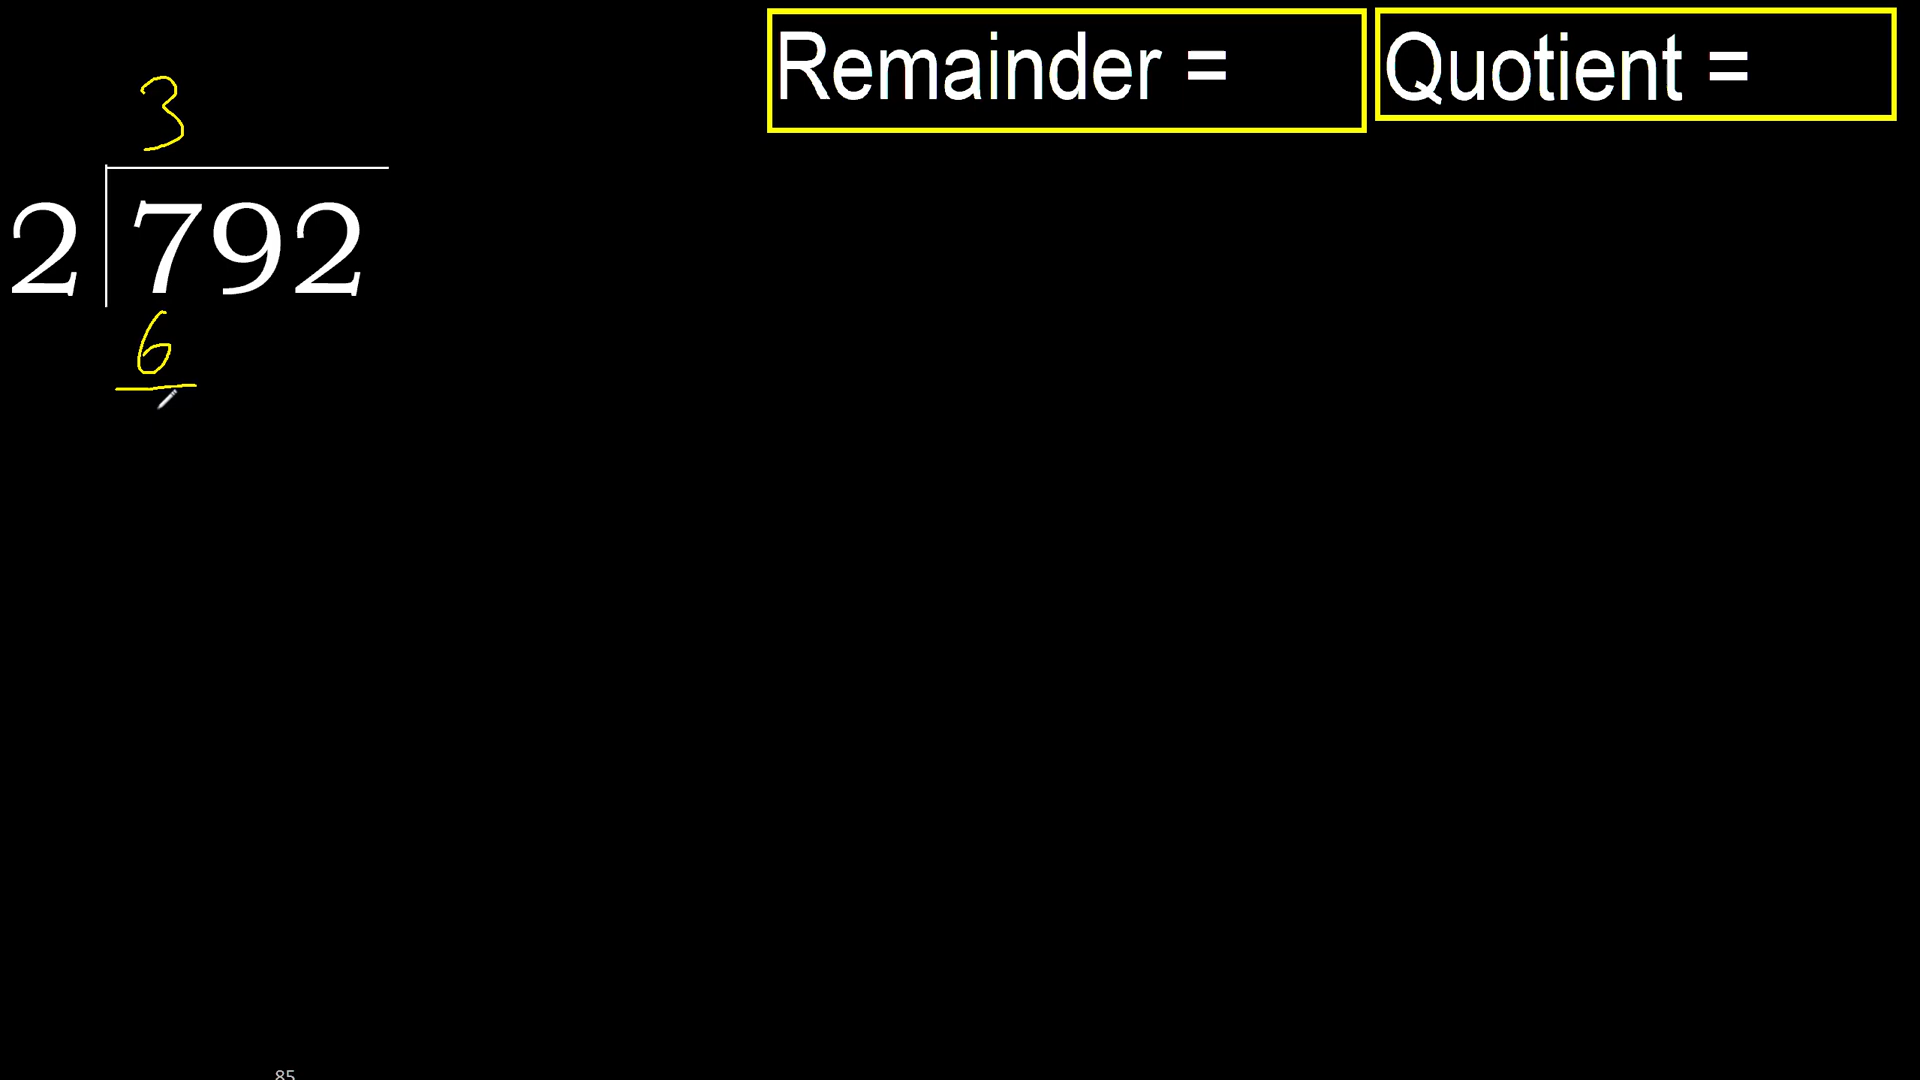 Remainder =
Quotient =
3
2 792
6
85